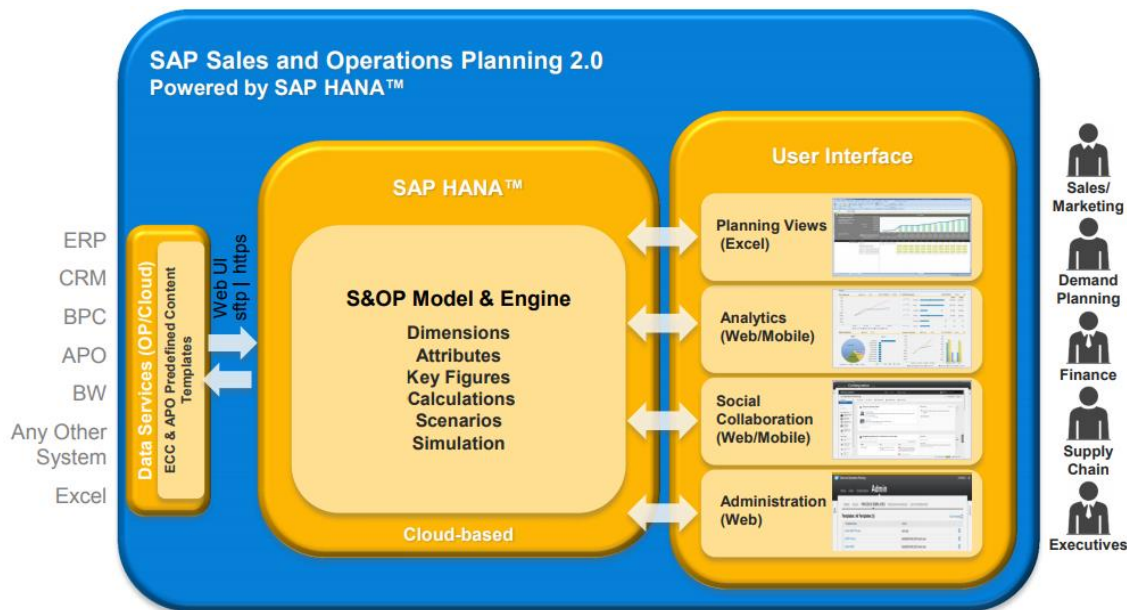 SAP Sales and Operations Planning 2.0
Powered by SAP HANA™
ERP
CRM
BPC
APO
BW
Any Other
System
Excel
Data Services (OP/Cloud)
ECC & APO Predefined Content
Templates
Web UI
sftp | https
SAP HANA™
S&OP Model & Engine
Dimensions
Attributes
Key Figures
Calculations
Scenarios
Simulation
Cloud-based
User Interface
Planning Views
(Excel)
Analytics
(Web/Mobile)
Social
Collaboration
(Web/Mobile)
Administration
(Web)
Admin
Sales/
Marketing
Demand
Planning
Finance
Supply
Chain
Executives